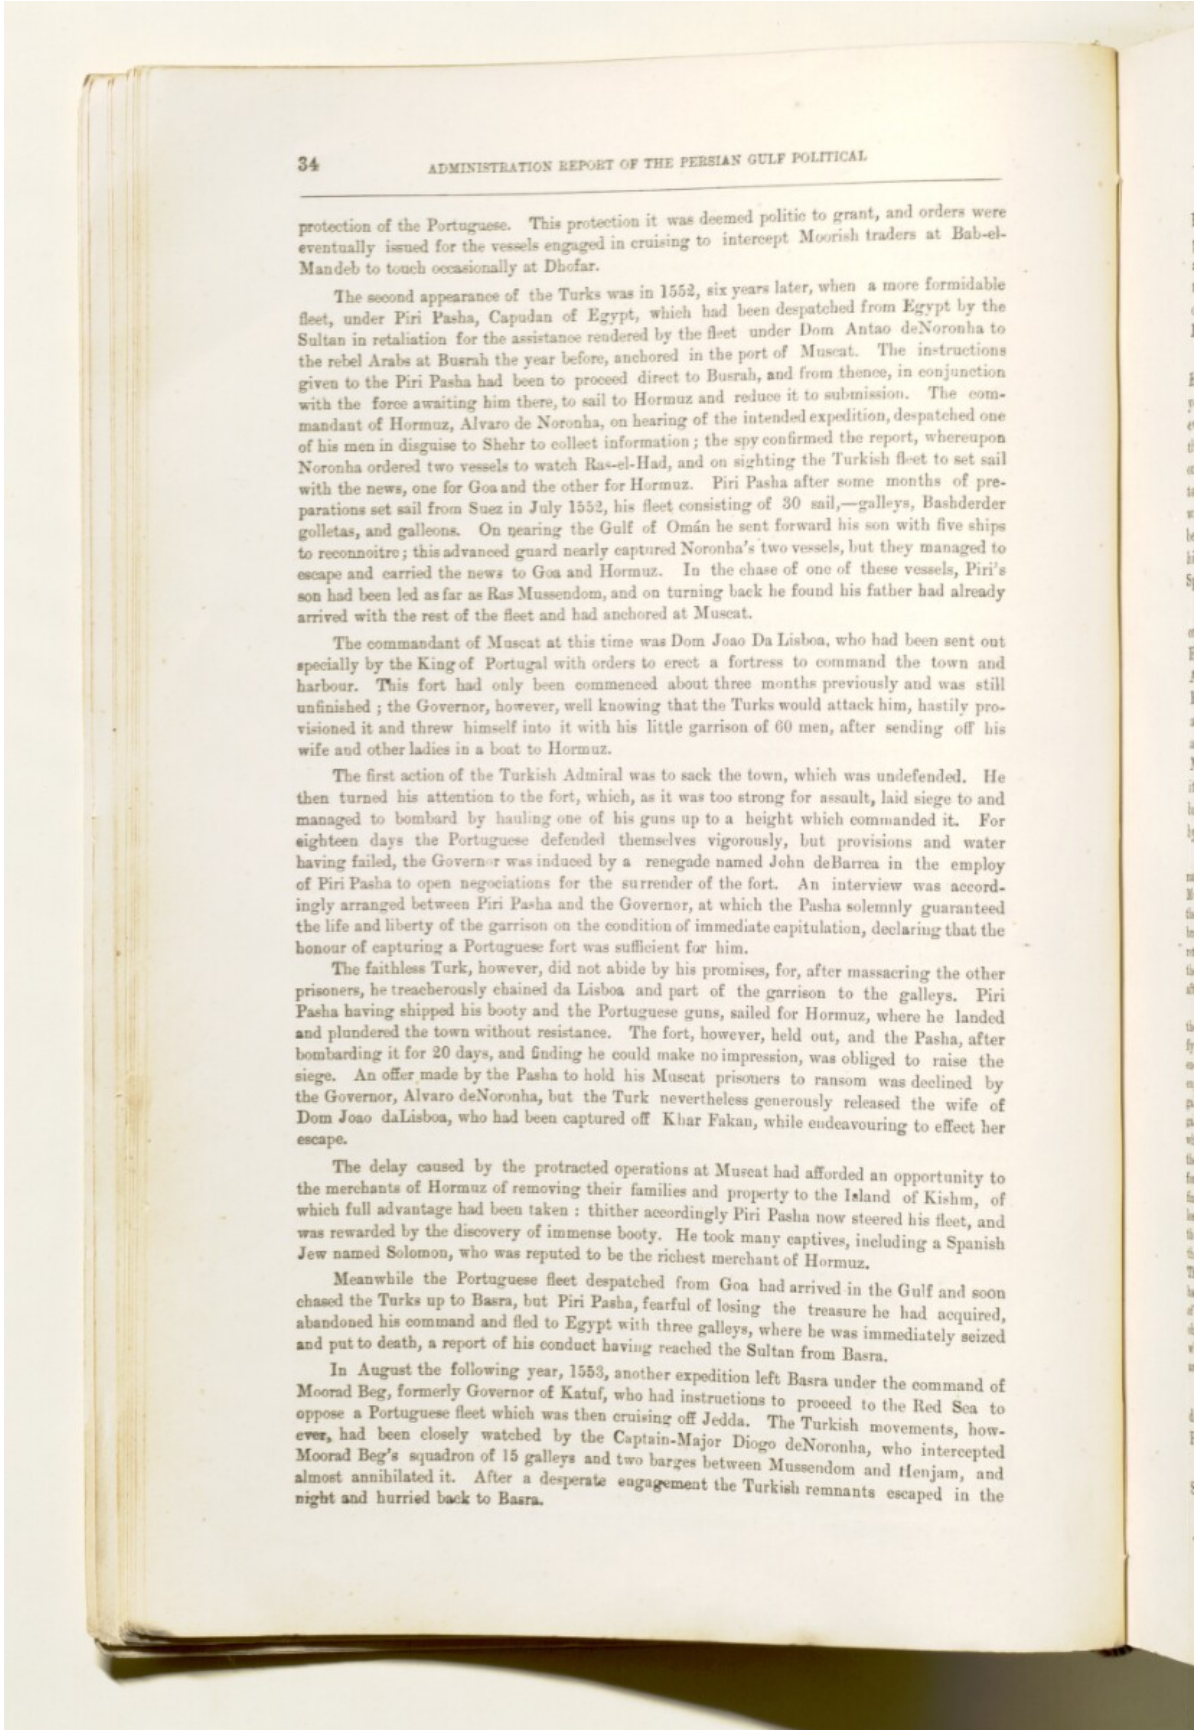 34
ADMINISTRATION REPORT OF THE PERSIAN GULF POLITICAL
protection of the Portuguese. This protection it was deemed politic to grant, and orders were
eventually issued for the vessels engaged in cruising to intercept Moorish traders at Bab-el-
Mandeb to touch occasionally at Dhofar.
The second appearance of the Turks was in 1552, six years later, when a more formidable
fleet, under Piri Pasha, Capudan of Egypt, which had been despatched from Egypt by the
Sultan in retaliation for the assistance rendered by the fleet under Dom Antao deNoronha to
the rebel Arabs at Busrah the year before, anchored in the port of Muscat. The instructions
given to the Piri Pasha had been to proceed direct to Busrah, and from thence, in conjunction
with the force awaiting him there, to sail to Hormuz and reduce it to submission. The com-
mandant of Hormuz, Alvaro de Noronha, on hearing of the intended expedition, despatched one
of his men in disguise to Shehr to collect information; the spy confirmed the report, whereupon
Noronha ordered two vessels to watch Ras-el-Had, and on sighting the Turkish fleet to set sail
with the news, one for Goa and the other for Hormuz. Piri Pasha after some months of pre-
parations set sail from Suez in July 1552, his fleet consisting of 30 sail,—galleys, Bashderder
golletas, and galleons. On nearing the Gulf of Omán he sent forward his son with five ships
to reconnoitre; this advanced guard nearly captured Noronha's two vessels, but they managed to
escape and carried the news to Goa and Hormuz. In the chase of one of these vessels, Piri's
son had been led as far as Ras Mussendom, and on turning back he found his father had already
arrived with the rest of the fleet and had anchored at Muscat.
The commandant of Muscat at this time was Dom Joao Da Lisboa, who had been sent out
specially by the King of Portugal with orders to erect a fortress to command the town and
harbour. This fort had only been commenced about three months previously and was still
unfinished; the Governor, however, well knowing that the Turks would attack him, hastily pro-
visioned it and threw himself into it with his little garrison of 60 men, after sending off his
wife and other ladies in a boat to Hormuz.
The first action of the Turkish Admiral was to sack the town, which was undefended. He
then turned his attention to the fort, which, as it was too strong for assault, laid siege to and
managed to bombard by hauling one of his guns up to a height which commanded it. For
eighteen days the Portuguese defended themselves vigorously, but provisions and water
having failed, the Governor was induced by a renegade named John deBarrea in the employ
of Piri Pasha to open negociations for the surrender of the fort. An interview was accord-
ingly arranged between Piri Pasha and the Governor, at which the Pasha solemnly guaranteed
the life and liberty of the garrison on the condition of immediate capitulation, declaring that the
honour of capturing a Portuguese fort was sufficient for him.
The faithless Turk, however, did not abide by his promises, for, after massacring the other
prisoners, he treacherously chained da Lisboa and part of the garrison to the galleys. Piri
Pasha having shipped his booty and the Portuguese guns, sailed for Hormuz, where he landed
and plundered the town without resistance. The fort, however, held out, and the Pasha, after
bombarding it for 20 days, and finding he could make no impression, was obliged to raise the
siege. An offer made by the Pasha to hold his Muscat prisoners to ransom was declined by
the Governor, Alvaro deNoronha, but the Turk nevertheless generously released the wife of
Dom Joao daLisboa, who had been captured off Khar Fakan, while endeavouring to effect her
escape.
The delay caused by the protracted operations at Muscat had afforded an opportunity to
the merchants of Hormuz of removing their families and property to the Island of Kishm, of
which full advantage had been taken: thither accordingly Piri Pasha now steered his fleet, and
was rewarded by the discovery of immense booty. He took many captives, including a Spanish
Jew named Solomon, who was reputed to be the richest merchant of Hormuz.
Meanwhile the Portuguese fleet despatched from Goa had arrived in the Gulf and soon
chased the Turks up to Basra, but Piri Pasha, fearful of losing the treasure he had acquired,
abandoned his command and fled to Egypt with three galleys, where he was immediately seized
and put to death, a report of his conduct having reached the Sultan from Basra.
In August the following year, 1553, another expedition left Basra under the command of
Moorad Beg, formerly Governor of Katuf, who had instructions to proceed to the Red Sea to
oppose a Portuguese fleet which was then cruising off Jedda. The Turkish movements, how-
ever, had been closely watched by the Captain-Major Diogo deNoronha, who intercepted
Moorad Beg's squadron of 15 galleys and two barges between Mussendom and Henjam, and
almost annihilated it. After a desperate engagement the Turkish remnants escaped in the
night and hurried back to Basra.